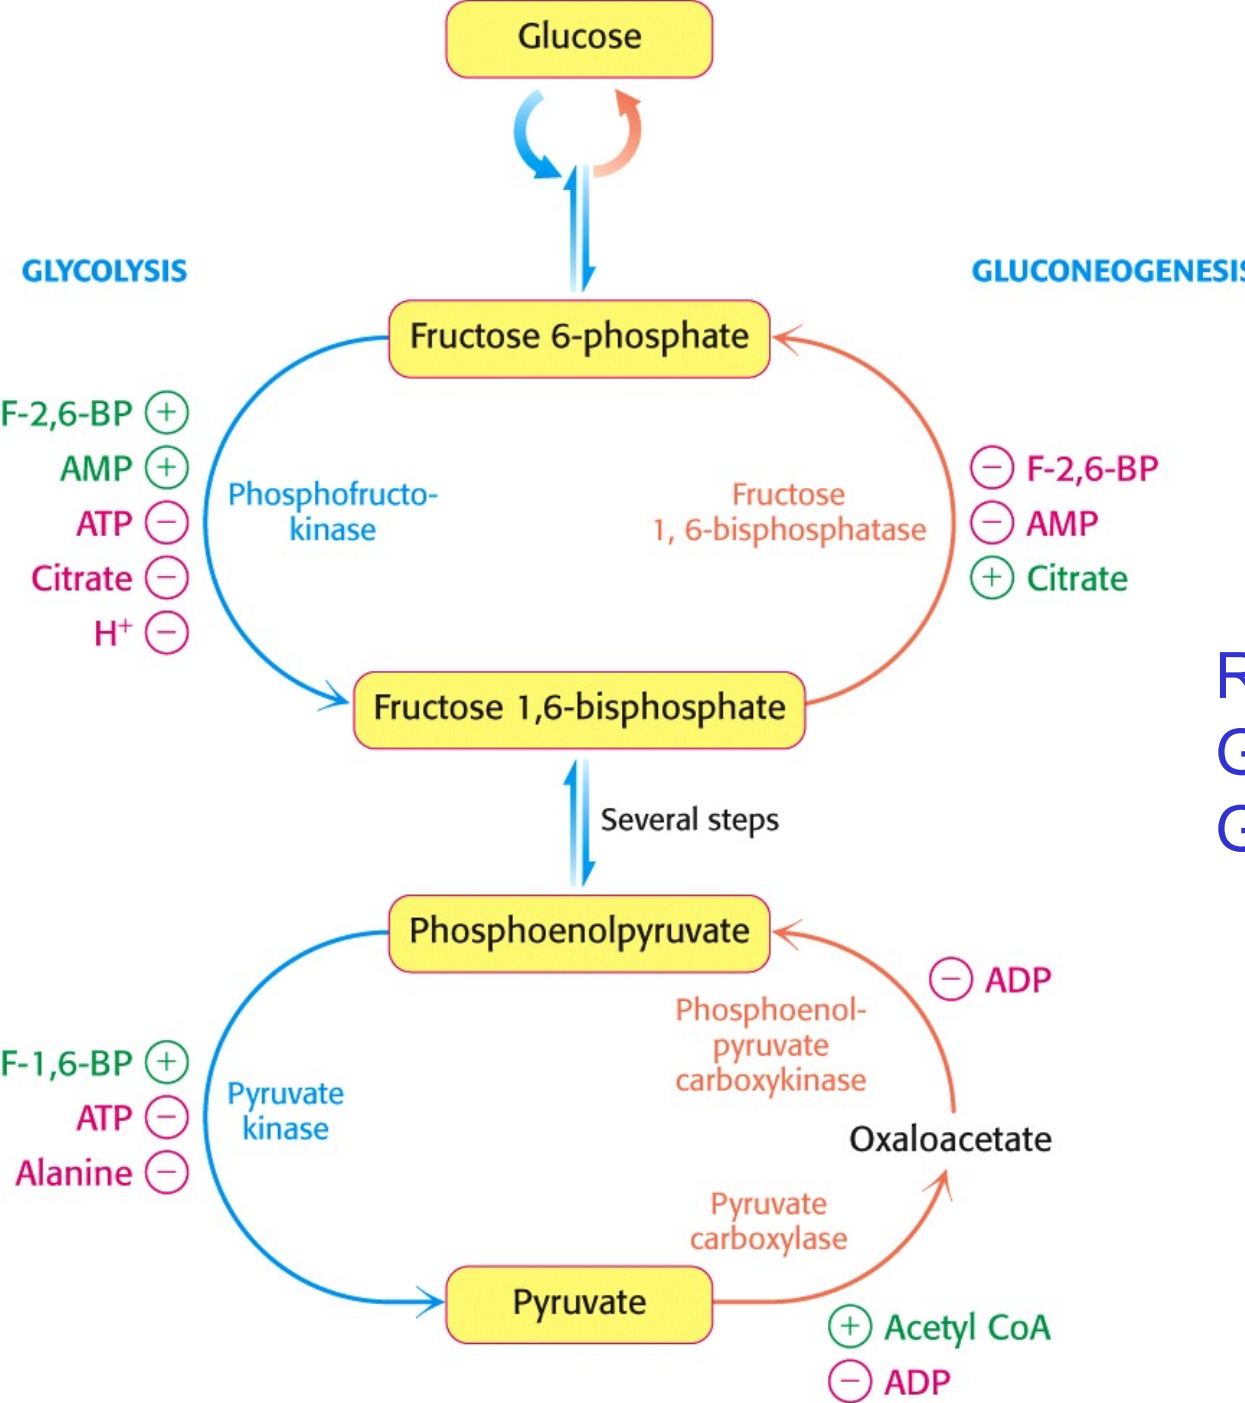 Glucose
GLYCOLYSIS
GLUCONEOGENESIS
Fructose 6-phosphate
F-2,6-BP +
AMP +
ATP −
Citrate −
H⁺ −
Phosphofructo-
kinase
Fructose
1, 6-bisphosphatase
− F-2,6-BP
− AMP
+ Citrate
R
G
G
Fructose 1,6-bisphosphate
Several steps
Phosphoenolpyruvate
− ADP
Phosphoenol-
pyruvate
carboxykinase
F-1,6-BP +
ATP −
Alanine −
Pyruvate
kinase
Oxaloacetate
Pyruvate
carboxylase
Pyruvate
+ Acetyl CoA
− ADP